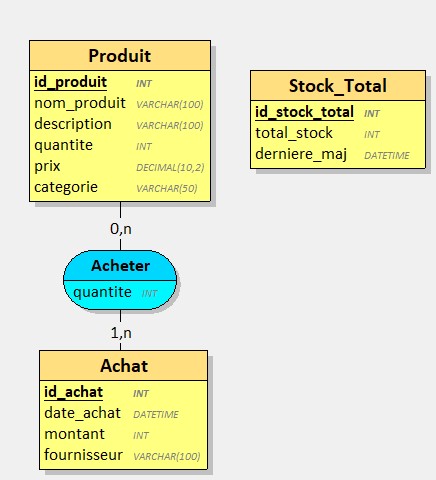 Produit
id_produit INT
nom_produit VARCHAR(100)
description VARCHAR(100)
quantite INT
prix DECIMAL(10,2)
categorie VARCHAR(50)
Stock_Total
id_stock_total INT
total_stock INT
derniere_maj DATETIME
0,n
Acheter
quantite INT
1,n
Achat
id_achat INT
date_achat DATETIME
montant INT
fournisseur VARCHAR(100)